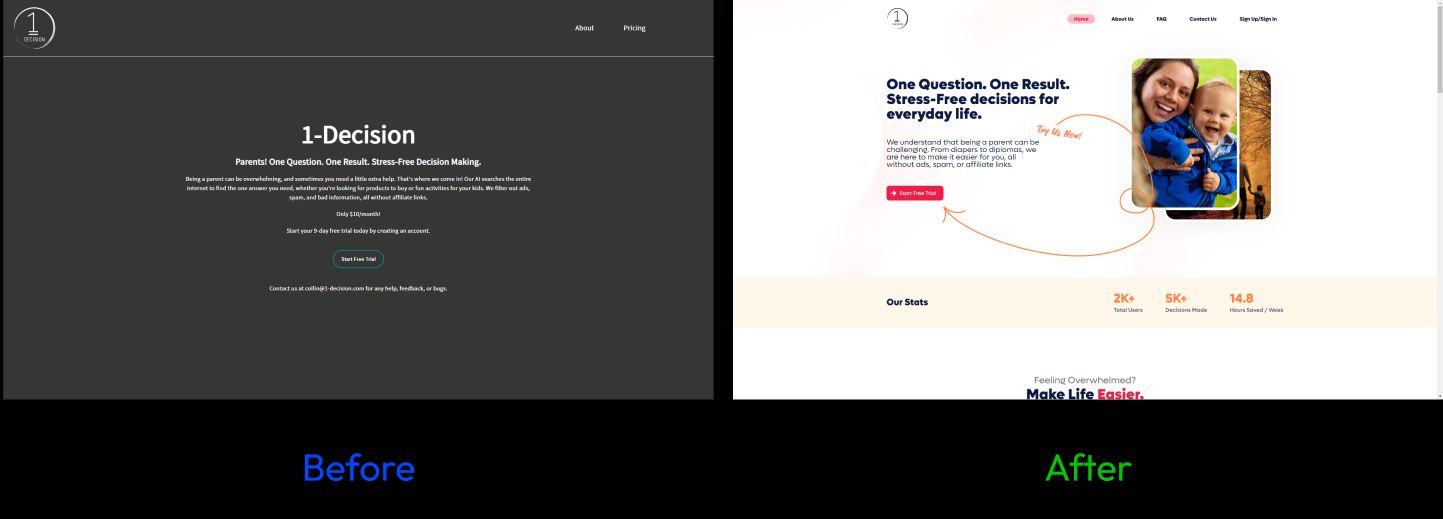 1
DECISION
About
Pricing
1-Decision
Parents! One Question. One Result. Stress-Free Decision Making.
Being a parent can be overwhelming, and sometimes you need a little extra help. That's where we come in! Our AI searches the entire
internet to find the one answer you need, whether you're looking for products to buy or fun activities for your kids. We filter out ads,
spam, and bad information, all without affiliate links.
Only $10/month!
Start your 9-day free trial today by creating an account.
Start Free Trial
Contact us at collin@1-decision.com for any help, feedback, or bugs.
Before
1
DECISION
Home
About Us
FAQ
Contact Us
Sign Up/Sign In
One Question. One Result.
Stress-Free decisions for
everyday life.
Try Us Now!
We understand that being a parent can be
challenging. From diapers to diplomas, we
are here to make it easier for you, all
without ads, spam, or affiliate links.
Start Free Trial
Our Stats
2K+
Total Users
5K+
Decisions Made
14.8
Hours Saved / Week
Feeling Overwhelmed?
Make Life Easier.
After